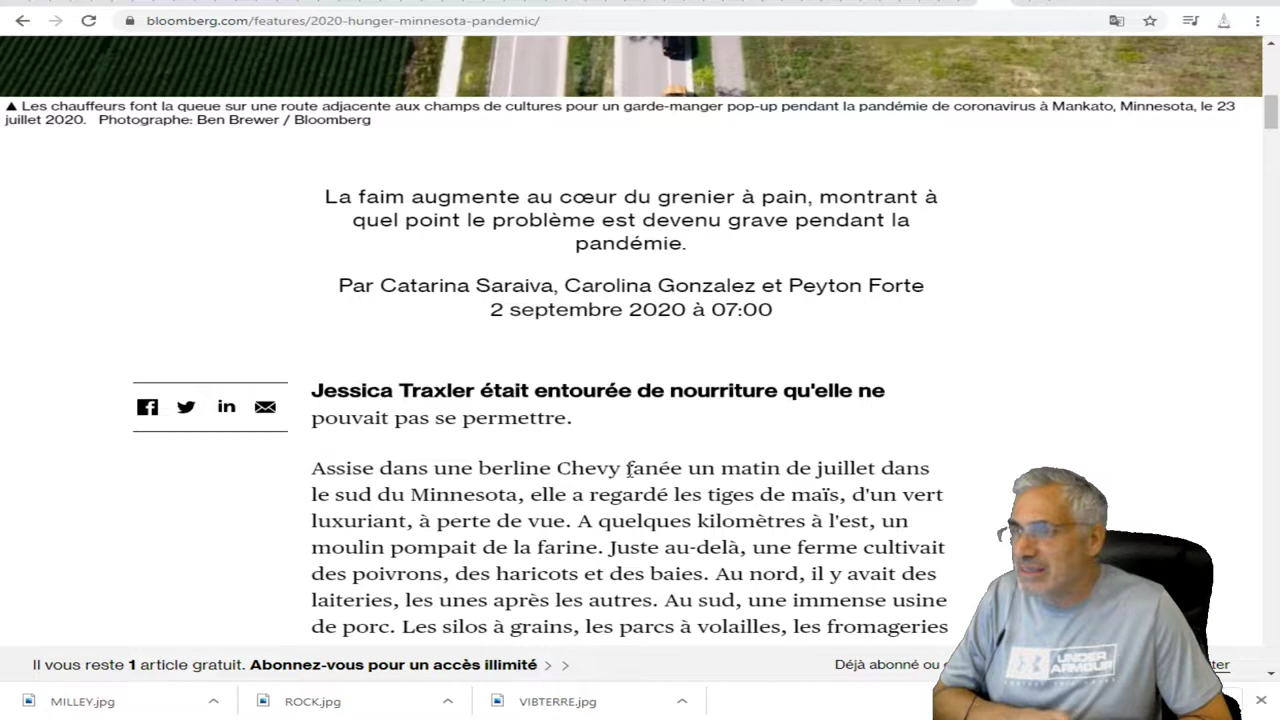 bloomberg.com/features/2020-hunger-minnesota-pandemic/
▲ Les chauffeurs font la queue sur une route adjacente aux champs de cultures pour un garde-manger pop-up pendant la pandémie de coronavirus à Mankato, Minnesota, le 23
juillet 2020. Photographe: Ben Brewer / Bloomberg
La faim augmente au cœur du grenier à pain, montrant à
quel point le problème est devenu grave pendant la
pandémie.
Par Catarina Saraiva, Carolina Gonzalez et Peyton Forte
2 septembre 2020 à 07:00
Jessica Traxler était entourée de nourriture qu'elle ne
pouvait pas se permettre.
Assise dans une berline Chevy fanée un matin de juillet dans
le sud du Minnesota, elle a regardé les tiges de maïs, d'un vert
luxuriant, à perte de vue. A quelques kilomètres à l'est, un
moulin pompait de la farine. Juste au-delà, une ferme cultivait
des poivrons, des haricots et des baies. Au nord, il y avait des
laiteries, les unes après les autres. Au sud, une immense usine
de porc. Les silos à grains, les parcs à volailles, les fromageries
UNDER
ARMOUR
Il vous reste 1 article gratuit. Abonnez-vous pour un accès illimité
Déjà abonné ou
ter
MILLEY.jpg
ROCK.jpg
VIBTERRE.jpg